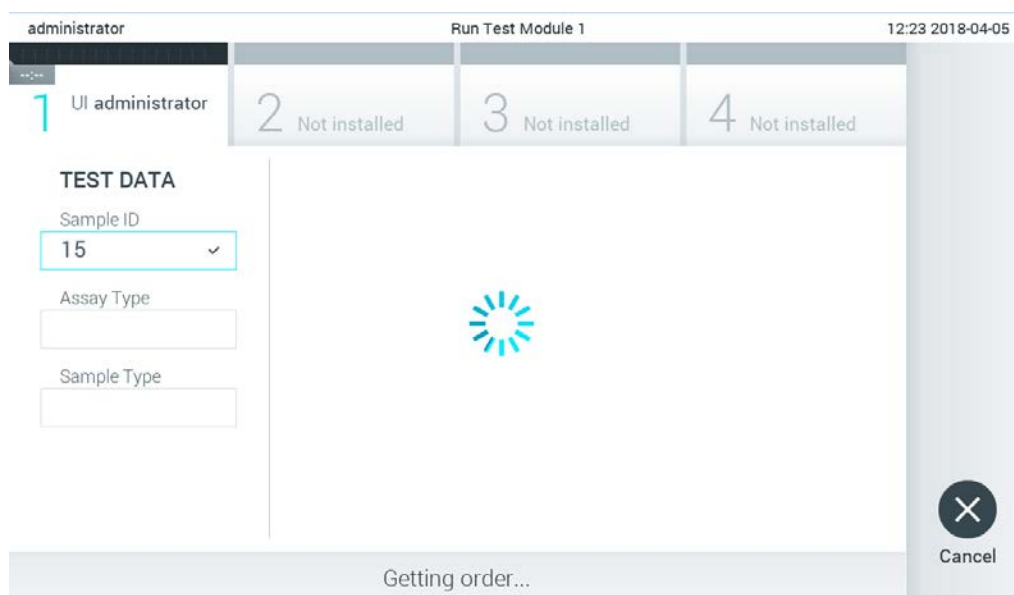 administrator Run Test Module 1 12:23 2018-04-05
--:--
1 UI administrator 2 Not installed 3 Not installed 4 Not installed
TEST DATA
Sample ID
15
Assay Type
Sample Type
Cancel
Getting order...